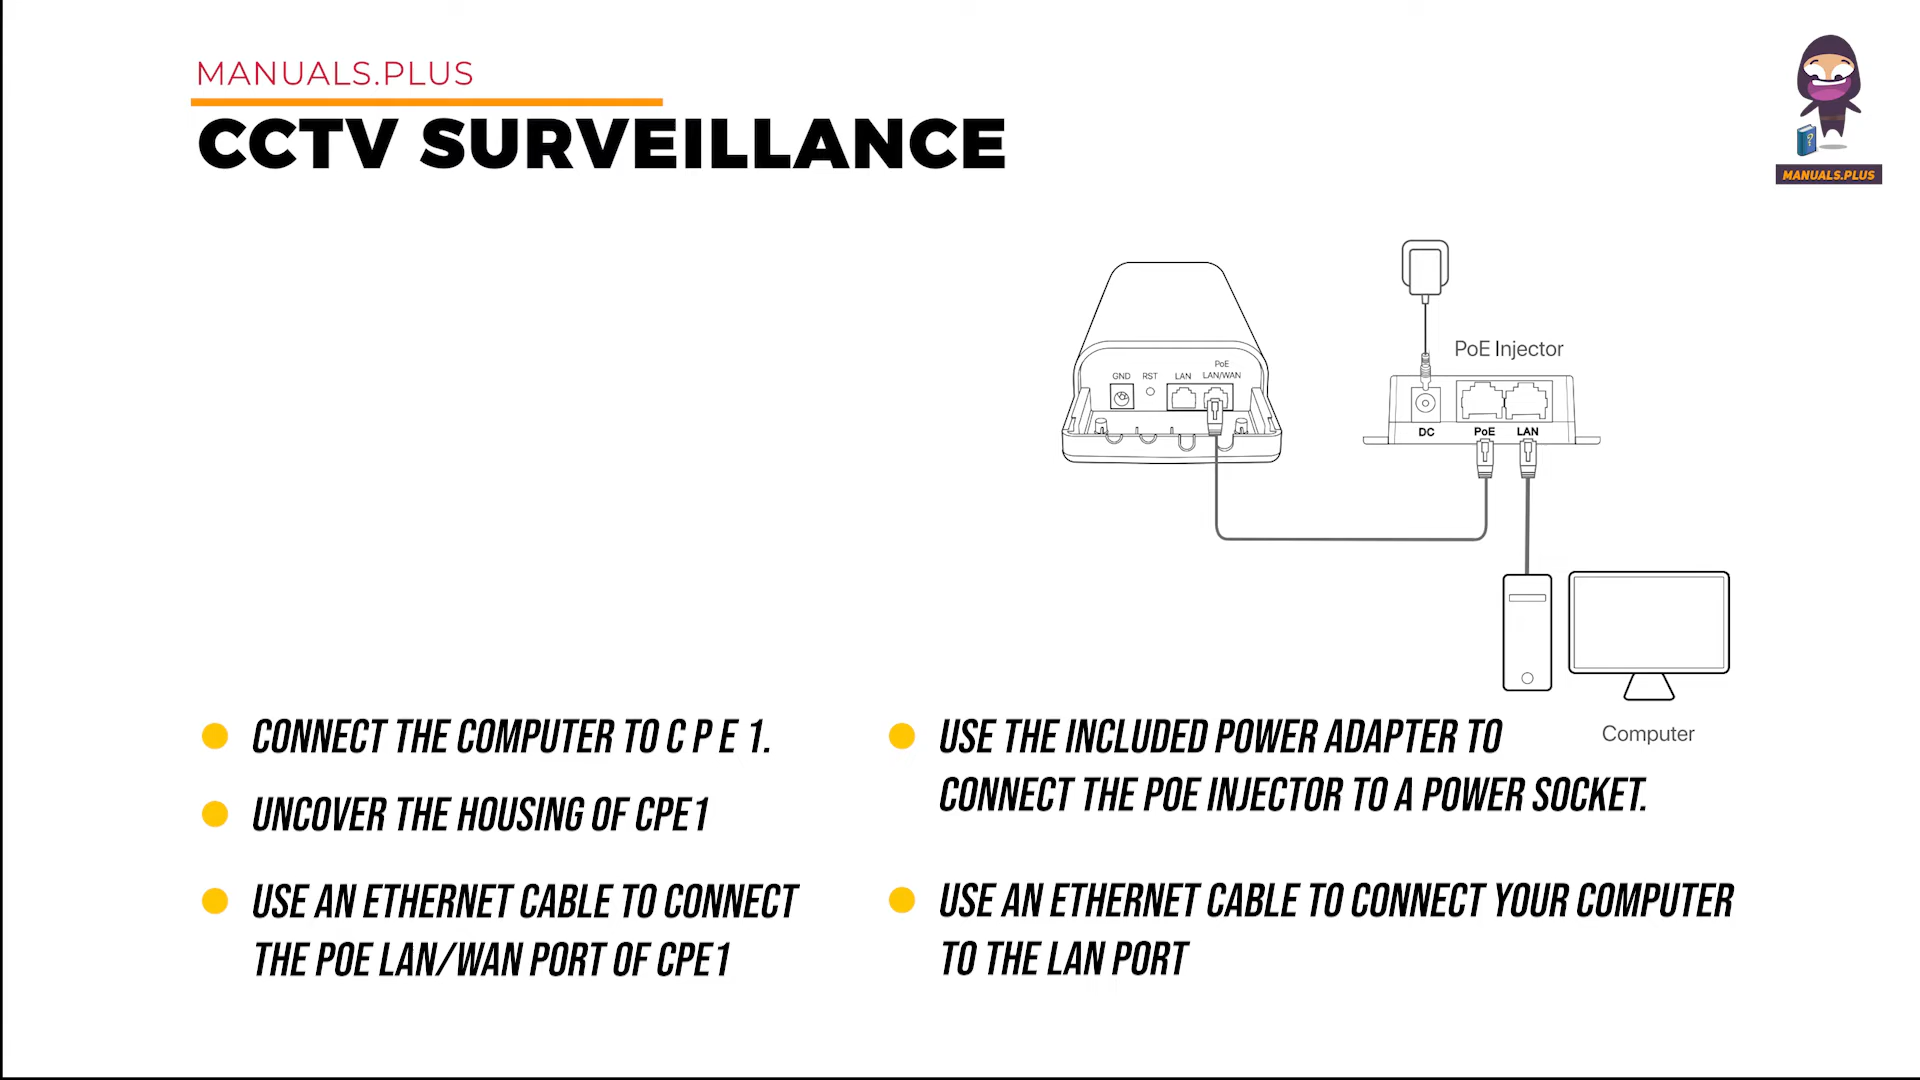 MANUALS.PLUS
CCTV SURVEILLANCE
MANUALS.PLUS
PoE Injector
GND RST LAN PoE LAN/WAN
DC PoE LAN
Computer
CONNECT THE COMPUTER TO C P E 1.
UNCOVER THE HOUSING OF CPE1
USE AN ETHERNET CABLE TO CONNECT
THE POE LAN/WAN PORT OF CPE1
USE THE INCLUDED POWER ADAPTER TO
CONNECT THE POE INJECTOR TO A POWER SOCKET.
USE AN ETHERNET CABLE TO CONNECT YOUR COMPUTER
TO THE LAN PORT